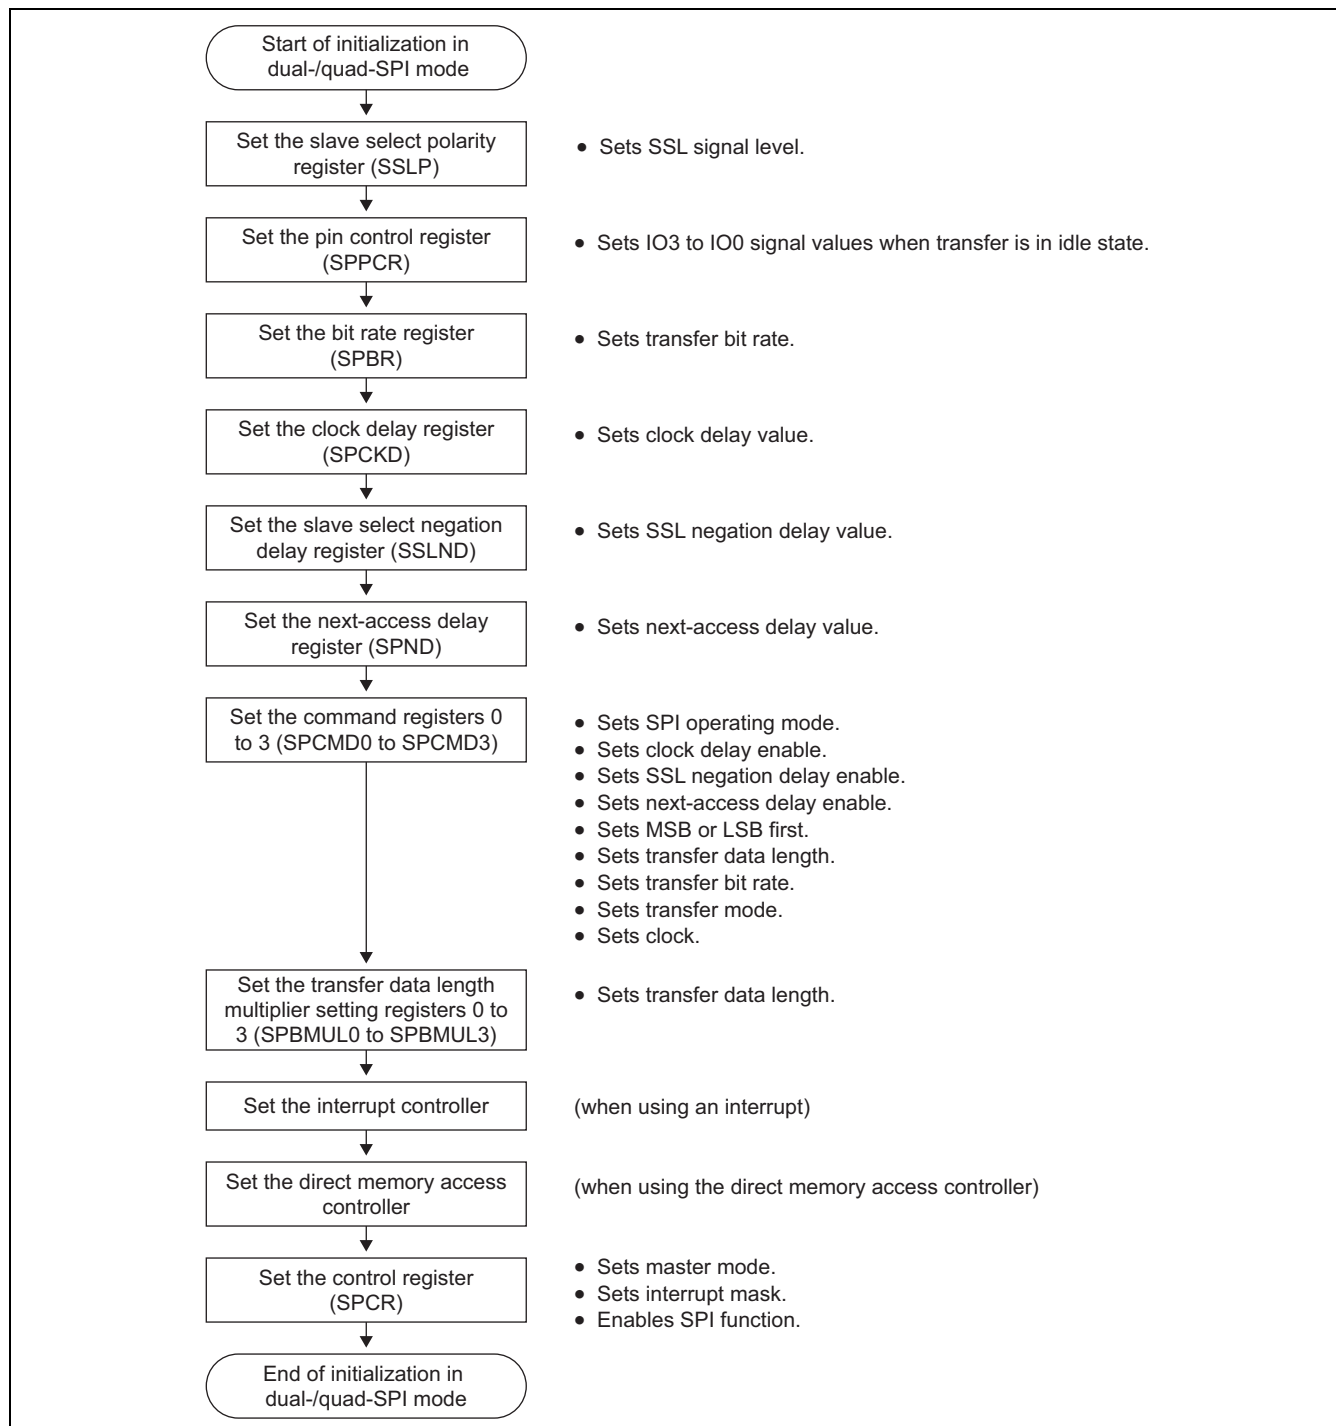 Start of initialization in
dual-/quad-SPI mode
Set the slave select polarity
register (SSLP)
• Sets SSL signal level.
Set the pin control register
(SPPCR)
• Sets IO3 to IO0 signal values when transfer is in idle state.
Set the bit rate register
(SPBR)
• Sets transfer bit rate.
Set the clock delay register
(SPCKD)
• Sets clock delay value.
Set the slave select negation
delay register (SSLND)
• Sets SSL negation delay value.
Set the next-access delay
register (SPND)
• Sets next-access delay value.
Set the command registers 0
to 3 (SPCMD0 to SPCMD3)
• Sets SPI operating mode.
• Sets clock delay enable.
• Sets SSL negation delay enable.
• Sets next-access delay enable.
• Sets MSB or LSB first.
• Sets transfer data length.
• Sets transfer bit rate.
• Sets transfer mode.
• Sets clock.
Set the transfer data length
multiplier setting registers 0 to
3 (SPBMUL0 to SPBMUL3)
• Sets transfer data length.
Set the interrupt controller
(when using an interrupt)
Set the direct memory access
controller
(when using the direct memory access controller)
Set the control register
(SPCR)
• Sets master mode.
• Sets interrupt mask.
• Enables SPI function.
End of initialization in
dual-/quad-SPI mode